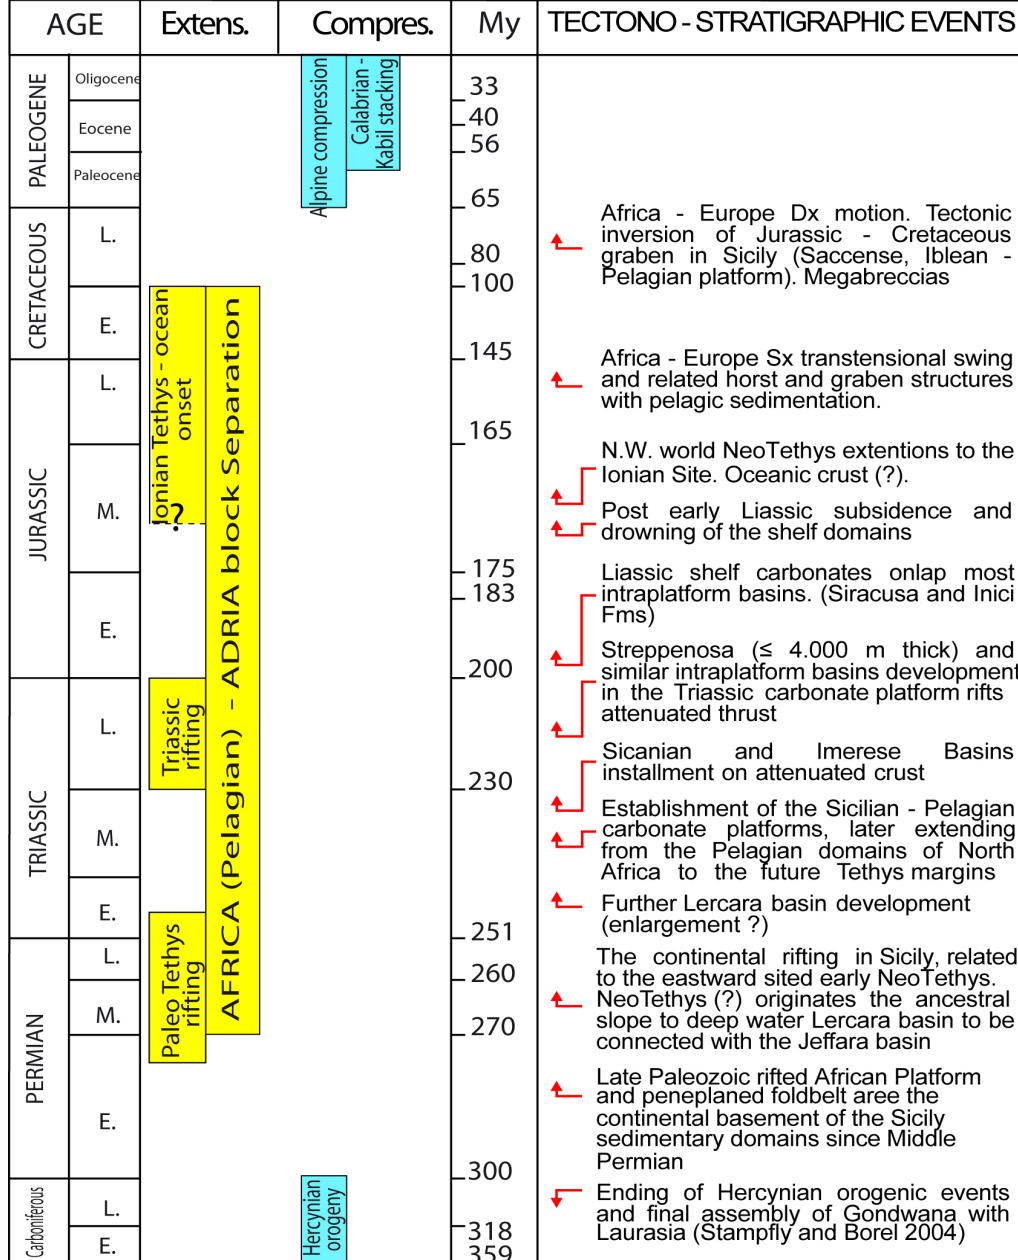 AGE Extens. Compres. My TECTONO - STRATIGRAPHIC EVENTS
PALEOGENE
Oligocene
Eocene
Paleocene
CRETACEOUS
L.
E.
JURASSIC
L.
M.
E.
TRIASSIC
L.
M.
E.
PERMIAN
L.
M.
E.
Carboniferous
L.
E.
Ionian Tethys - ocean
onset
?
Triassic
rifting
Paleo Tethys
rifting
AFRICA (Pelagian) - ADRIA block Separation
Alpine compression
Calabrian -
Kabil stacking
Hercynian
orogeny
33
40
56
65
80
100
145
165
175
183
200
230
251
260
270
300
318
359
Africa - Europe Dx motion. Tectonic
inversion of Jurassic - Cretaceous
graben in Sicily (Saccense, Iblean -
Pelagian platform). Megabreccias
Africa - Europe Sx transtensional swing
and related horst and graben structures
with pelagic sedimentation.
N.W. world NeoTethys extentions to the
Ionian Site. Oceanic crust (?).
Post early Liassic subsidence and
drowning of the shelf domains
Liassic shelf carbonates onlap most
intraplatform basins. (Siracusa and Inici
Fms)
Streppenosa (≤ 4.000 m thick) and
similar intraplatform basins development
in the Triassic carbonate platform rifts
attenuated thrust
Sicanian and Imerese Basins
installment on attenuated crust
Establishment of the Sicilian - Pelagian
carbonate platforms, later extending
from the Pelagian domains of North
Africa to the future Tethys margins
Further Lercara basin development
(enlargement ?)
The continental rifting in Sicily, related
to the eastward sited early NeoTethys.
NeoTethys (?) originates the ancestral
slope to deep water Lercara basin to be
connected with the Jeffara basin
Late Paleozoic rifted African Platform
and peneplaned foldbelt aree the
continental basement of the Sicily
sedimentary domains since Middle
Permian
Ending of Hercynian orogenic events
and final assembly of Gondwana with
Laurasia (Stampfly and Borel 2004)